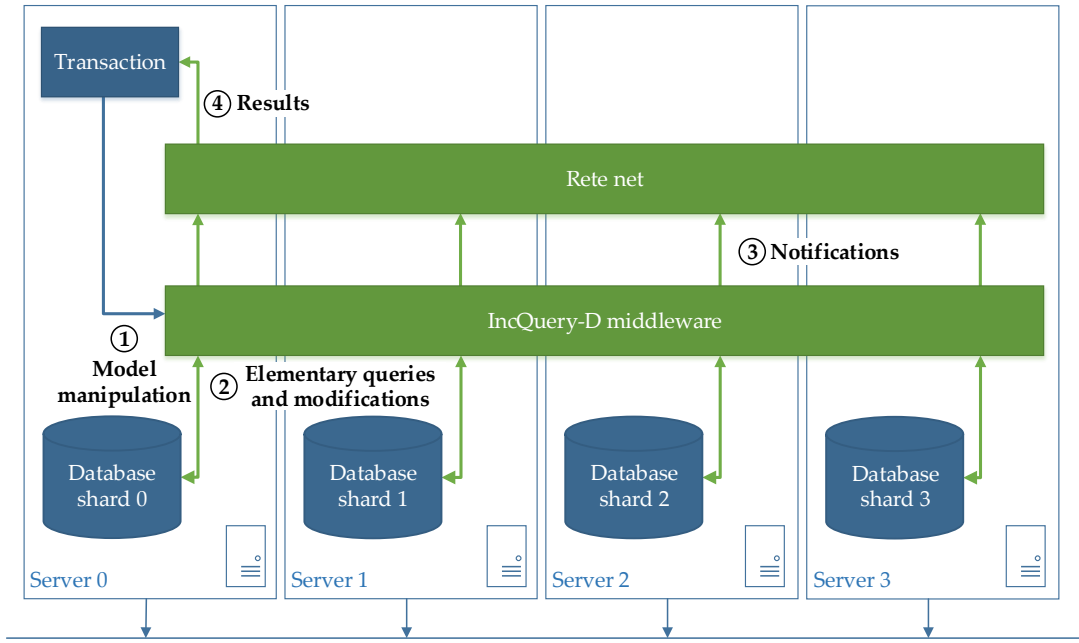 Transaction
④ Results
Rete net
③ Notifications
IncQuery-D middleware
①
Model
manipulation
② Elementary queries
and modifications
Database
shard 0
Database
shard 1
Database
shard 2
Database
shard 3
Server 0
Server 1
Server 2
Server 3